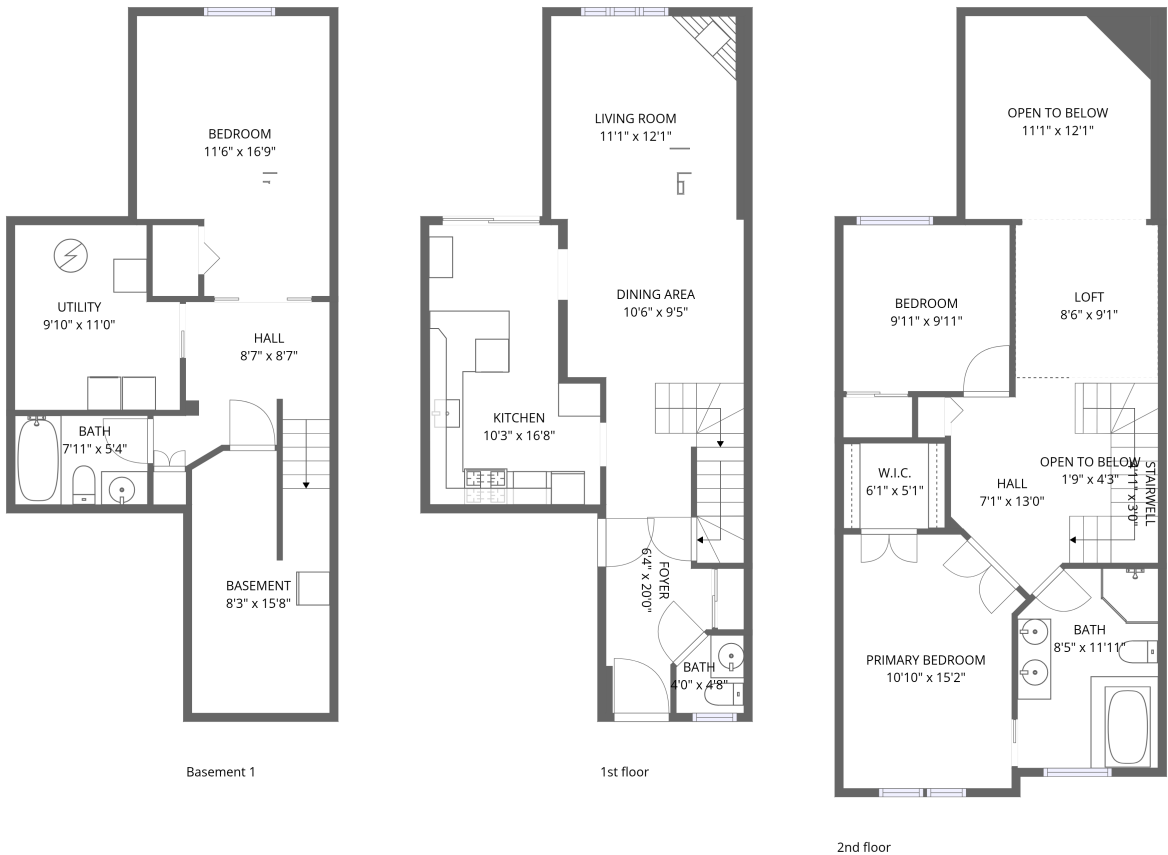 BEDROOM
11'6" x 16'9"
UTILITY
9'10" x 11'0"
HALL
8'7" x 8'7"
BATH
7'11" x 5'4"
BASEMENT
8'3" x 15'8"
Basement 1
LIVING ROOM
11'1" x 12'1"
DINING AREA
10'6" x 9'5"
KITCHEN
10'3" x 16'8"
FOYER
6'4" x 20'0"
BATH
4'0" x 4'8"
1st floor
OPEN TO BELOW
11'1" x 12'1"
BEDROOM
9'11" x 9'11"
LOFT
8'6" x 9'1"
OPEN TO BELOW
1'9" x 4'3"
STAIRWELL
W.I.C.
6'1" x 5'1"
HALL
7'1" x 13'0"
BATH
8'5" x 11'11"
PRIMARY BEDROOM
10'10" x 15'2"
2nd floor